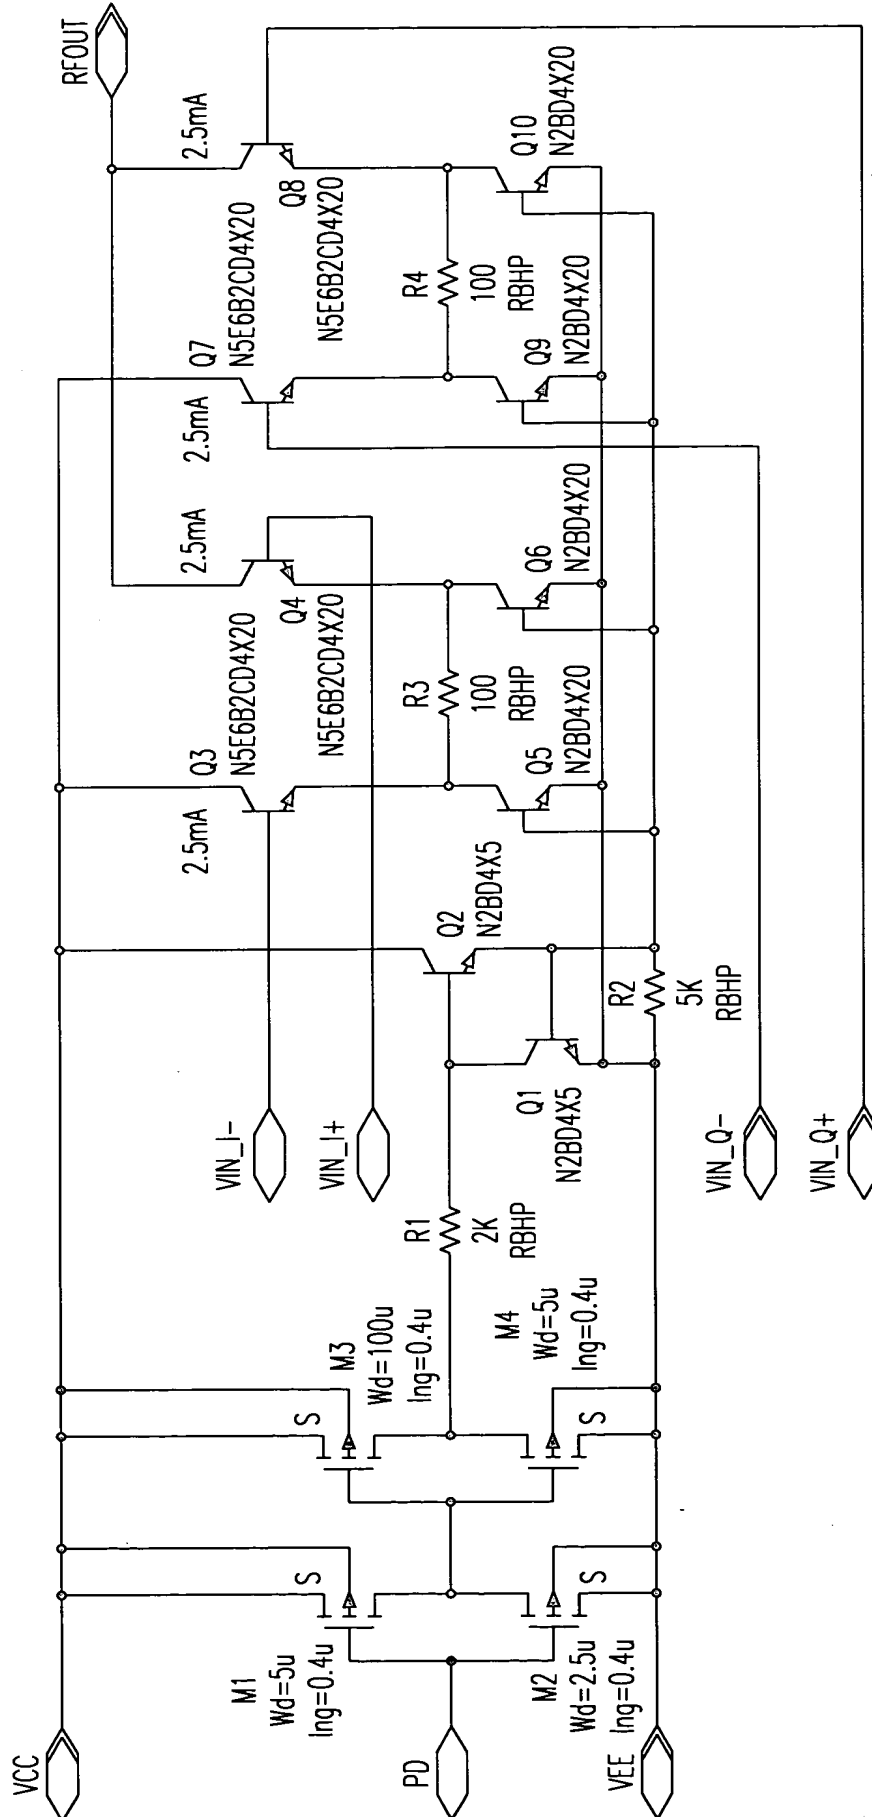 VCC
PD
VEE
M1
Wd=5u
lng=0.4u
S
M2
Wd=2.5u
lng=0.4u
S
M3
Wd=100u
lng=0.4u
S
M4
Wd=5u
lng=0.4u
S
R1
2K
RBHP
VIN_I-
VIN_I+
VIN_Q-
VIN_Q+
Q1
N2BD4X5
Q2
N2BD4X5
R2
5K
RBHP
2.5mA
Q3
N5E6B2CD4X20
Q4
N5E6B2CD4X20
2.5mA
R3
100
RBHP
Q5
N2BD4X20
Q6
N2BD4X20
2.5mA
Q7
N5E6B2CD4X20
Q8
N5E6B2CD4X20
2.5mA
R4
100
RBHP
Q9
N2BD4X20
Q10
N2BD4X20
RFOUT